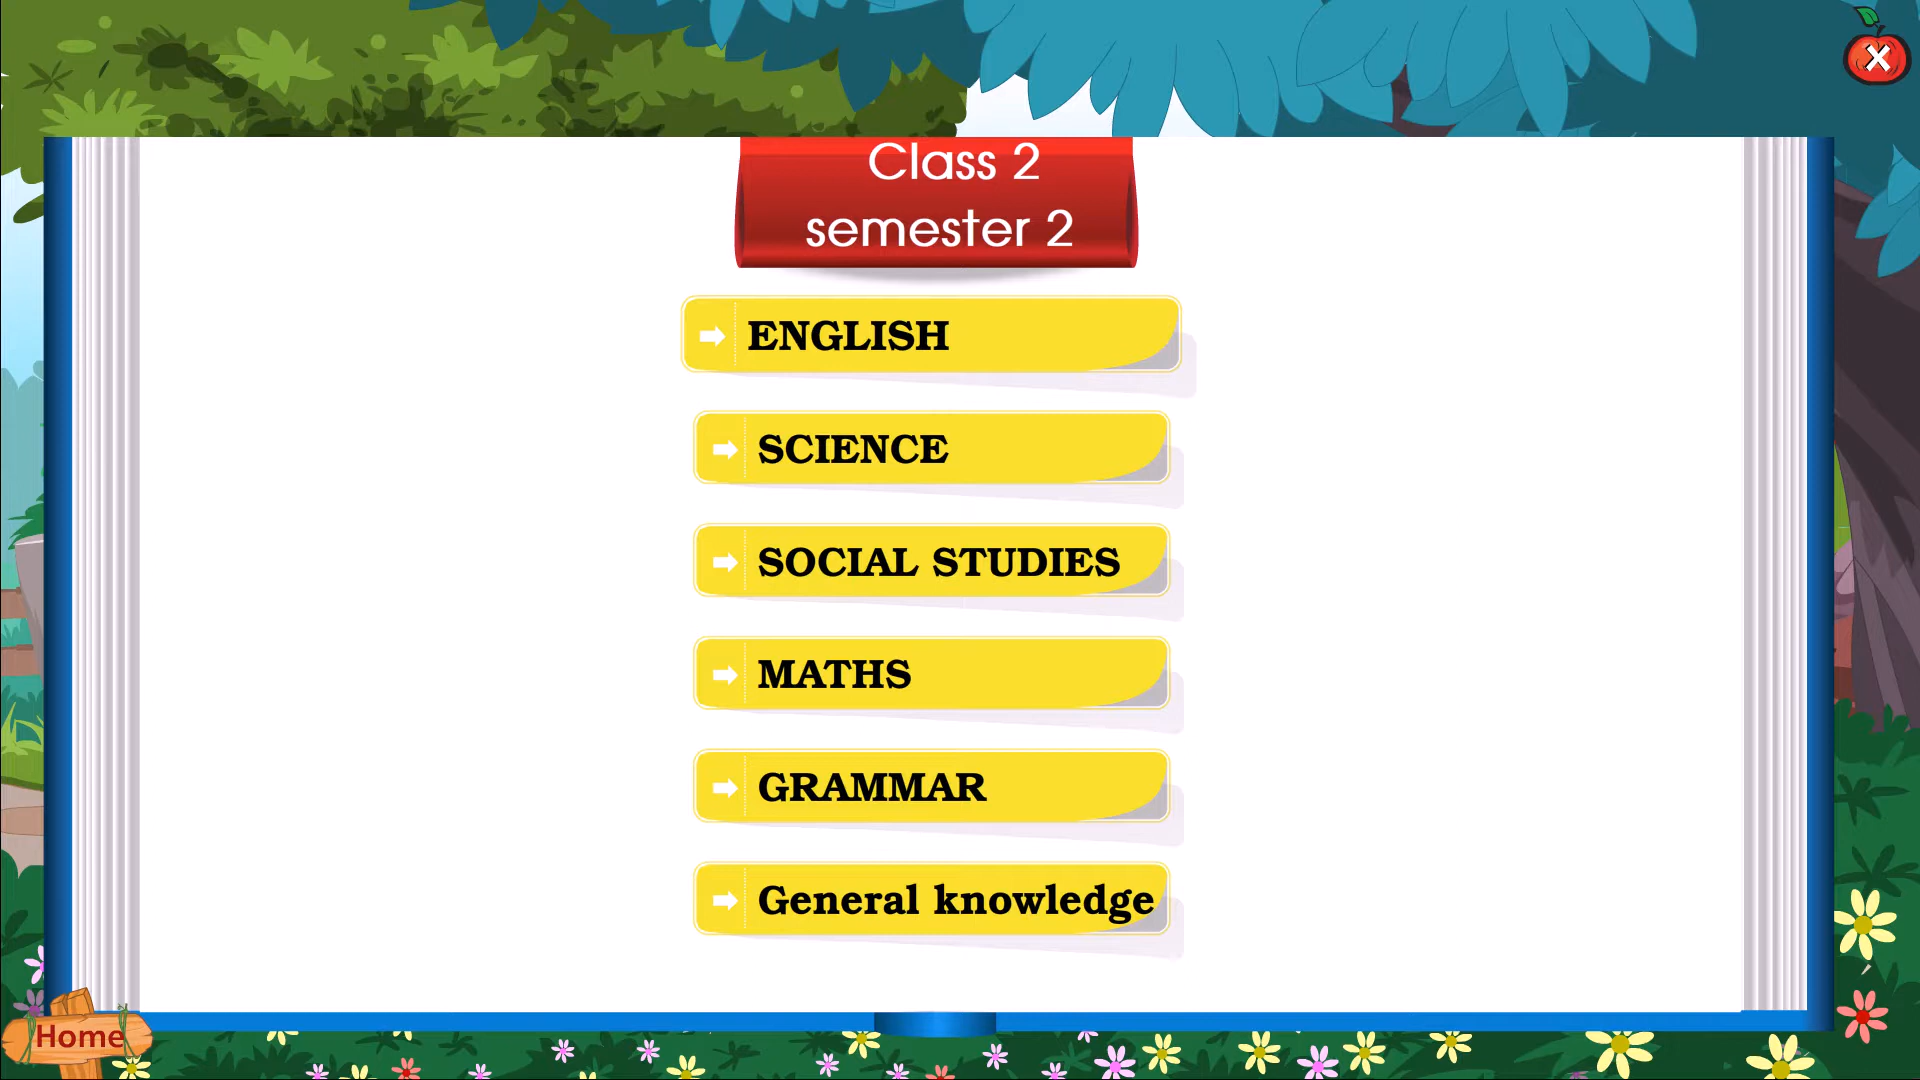 Class 2
semester 2
ENGLISH
SCIENCE
SOCIAL STUDIES
MATHS
GRAMMAR
General knowledge
Home